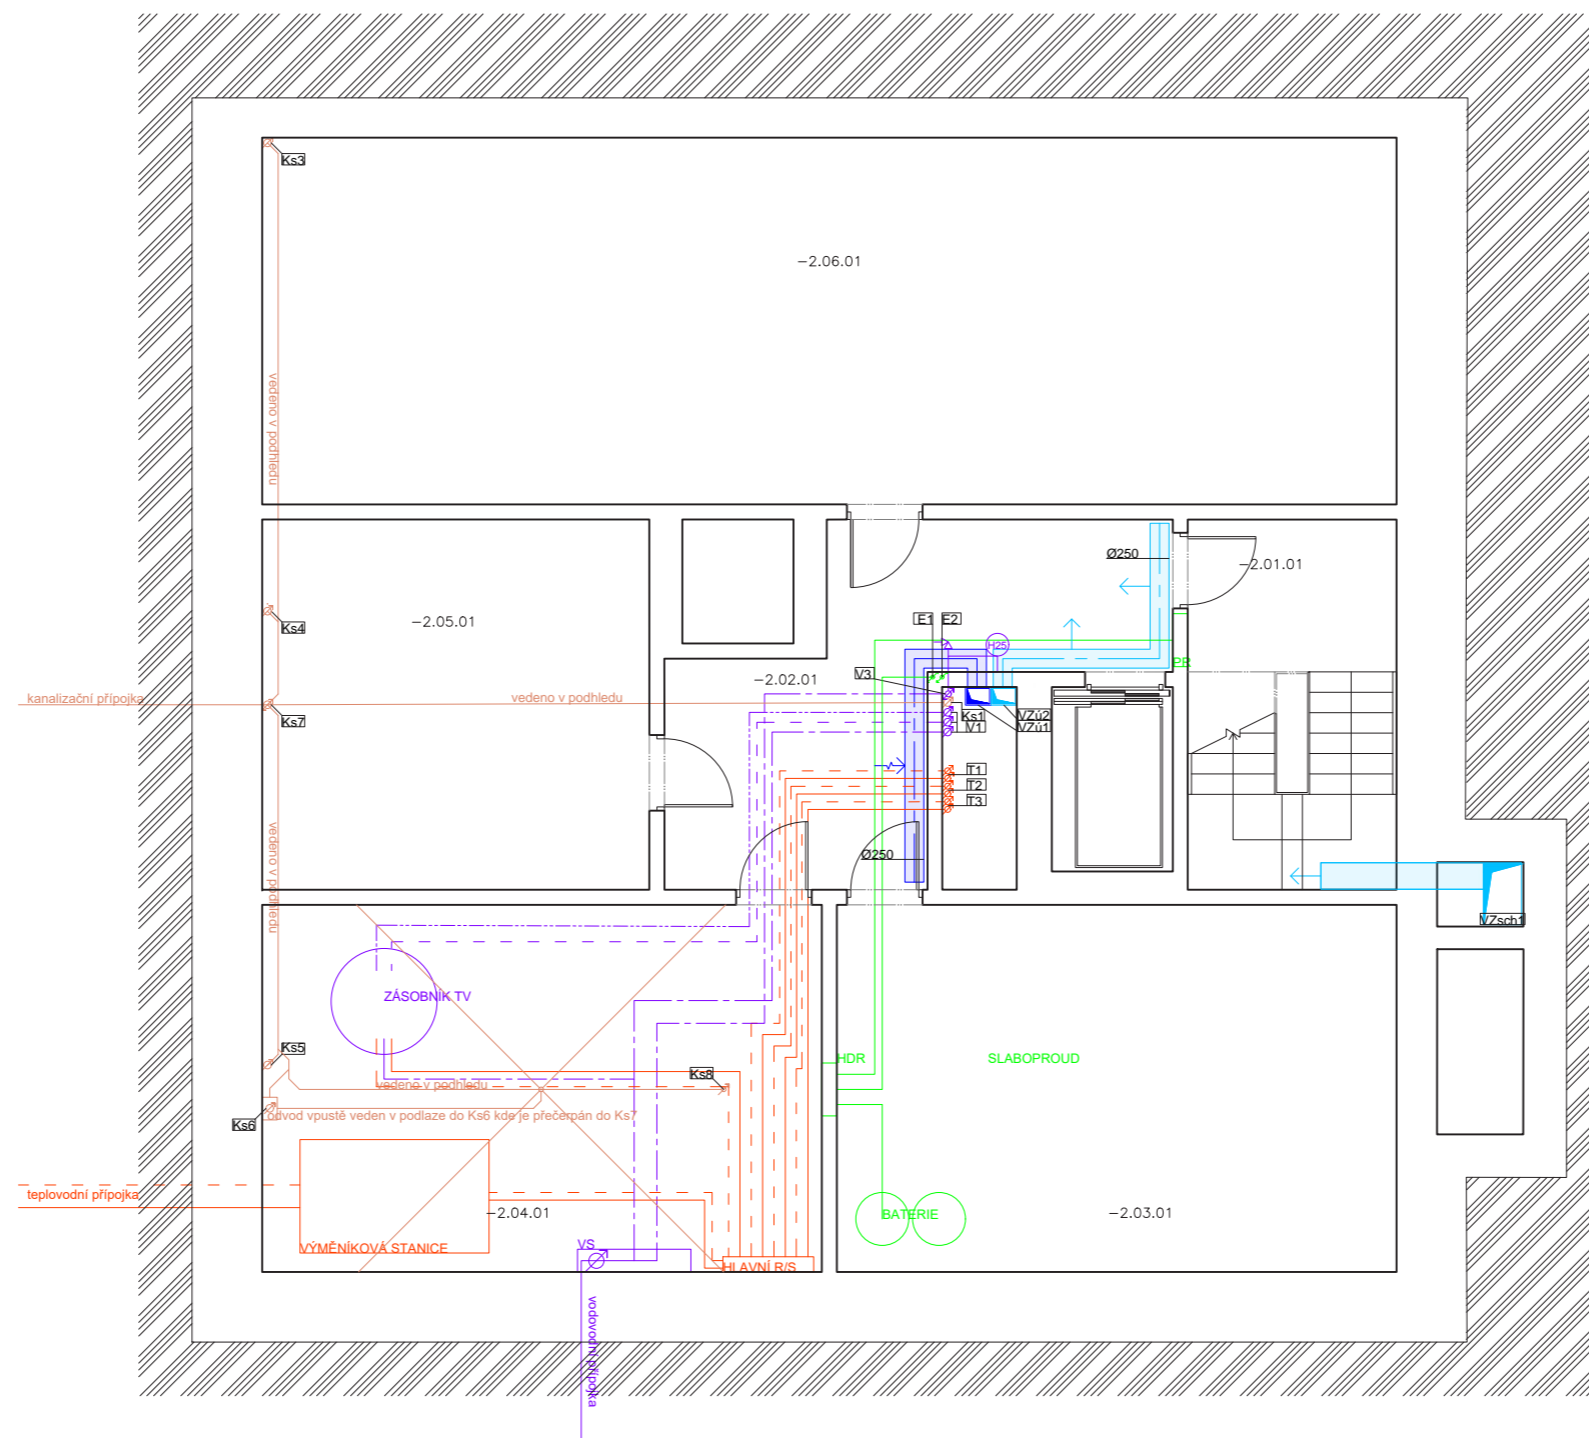 Ks3
−2.06.01
vedeno v podhledu
Ø250
−2.01.01
Ks4
−2.05.01
E1
E2
H25
PR
V3
−2.02.01
kanalizační přípojka
vedeno v podhledu
Ks7
Ks1
VZú2
V1
VZú1
T1
T2
T3
vedeno v podhledu
Ø250
VZsch1
ZÁSOBNÍK TV
Ks5
HDR
SLABOPROUD
Ks8
vedeno v podhledu
odvod vpustě veden v podlaze do Ks6 kde je přečerpán do Ks7
Ks6
teplovodní přípojka
−2.04.01
BATERIE
−2.03.01
VÝMĚNÍKOVÁ STANICE
VS
HLAVNÍ R/S
vodovodní přípojka